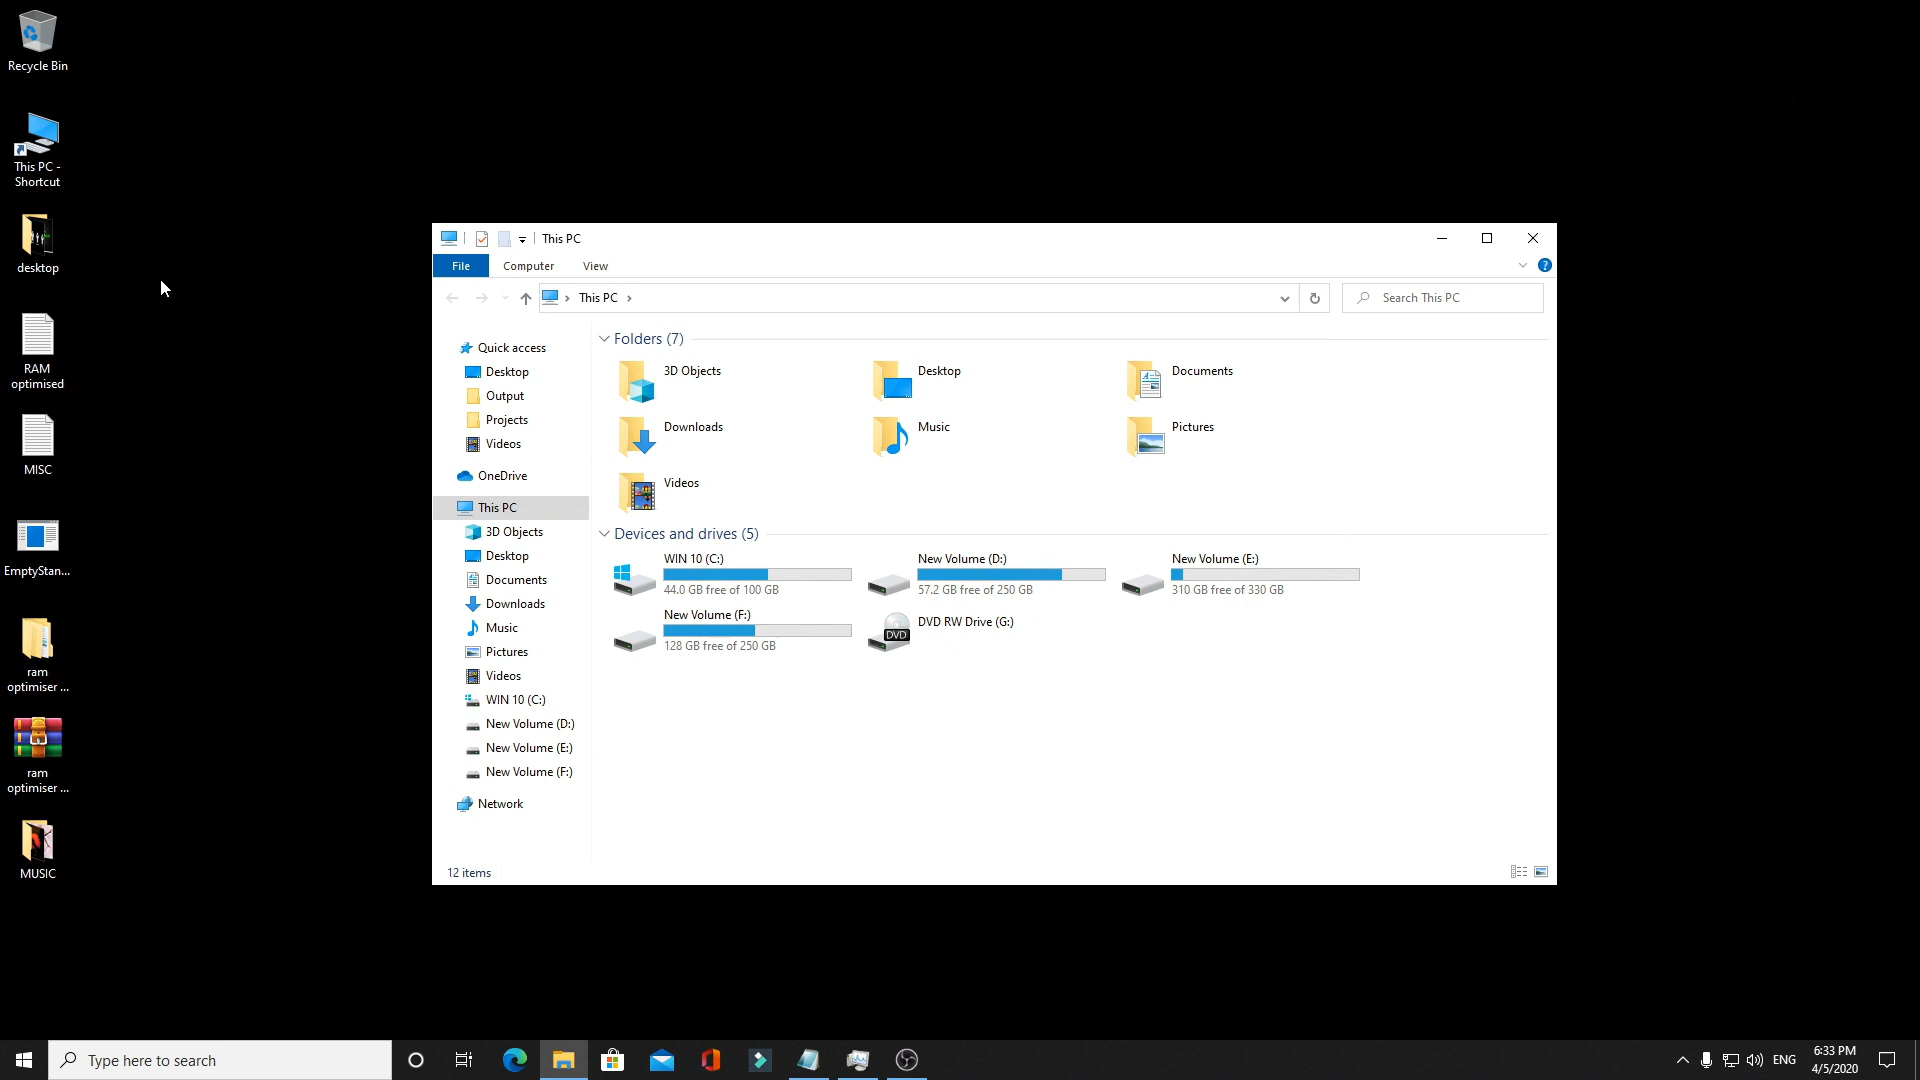 Recycle Bin
This PC -
Shortcut
desktop
RAM
optimised
MISC
EmptyStan...
ram
optimiser ...
ram
optimiser ...
MUSIC
This PC
File Computer View
?
This PC
Search This PC
Quick access
Desktop
Output
Projects
Videos
OneDrive
This PC
3D Objects
Desktop
Documents
Downloads
Music
Pictures
Videos
WIN 10 (C:)
New Volume (D:)
New Volume (E:)
New Volume (F:)
Network
Folders (7)
3D Objects
Desktop
Documents
Downloads
Music
Pictures
Videos
Devices and drives (5)
WIN 10 (C:)
44.0 GB free of 100 GB
New Volume (D:)
57.2 GB free of 250 GB
New Volume (E:)
310 GB free of 330 GB
New Volume (F:)
128 GB free of 250 GB
DVD
DVD RW Drive (G:)
12 items
Type here to search
ENG
6:33 PM
4/5/2020